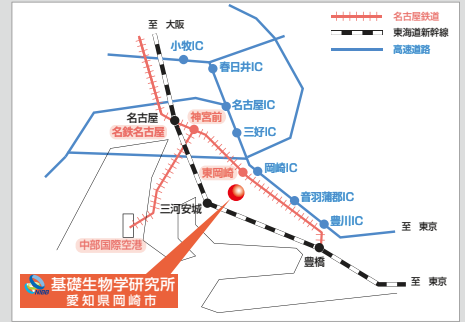 名古屋鉄道
東海道新幹線
高速道路
至 大阪
小牧IC
春日井IC
名古屋IC
名古屋
神宮前
名鉄名古屋
三好IC
東岡崎
岡崎IC
音羽蒲郡IC
三河安城
豊川IC
至 東京
中部国際空港
豊橋
至 東京
NIBB
基礎生物学研究所
愛知県岡崎市